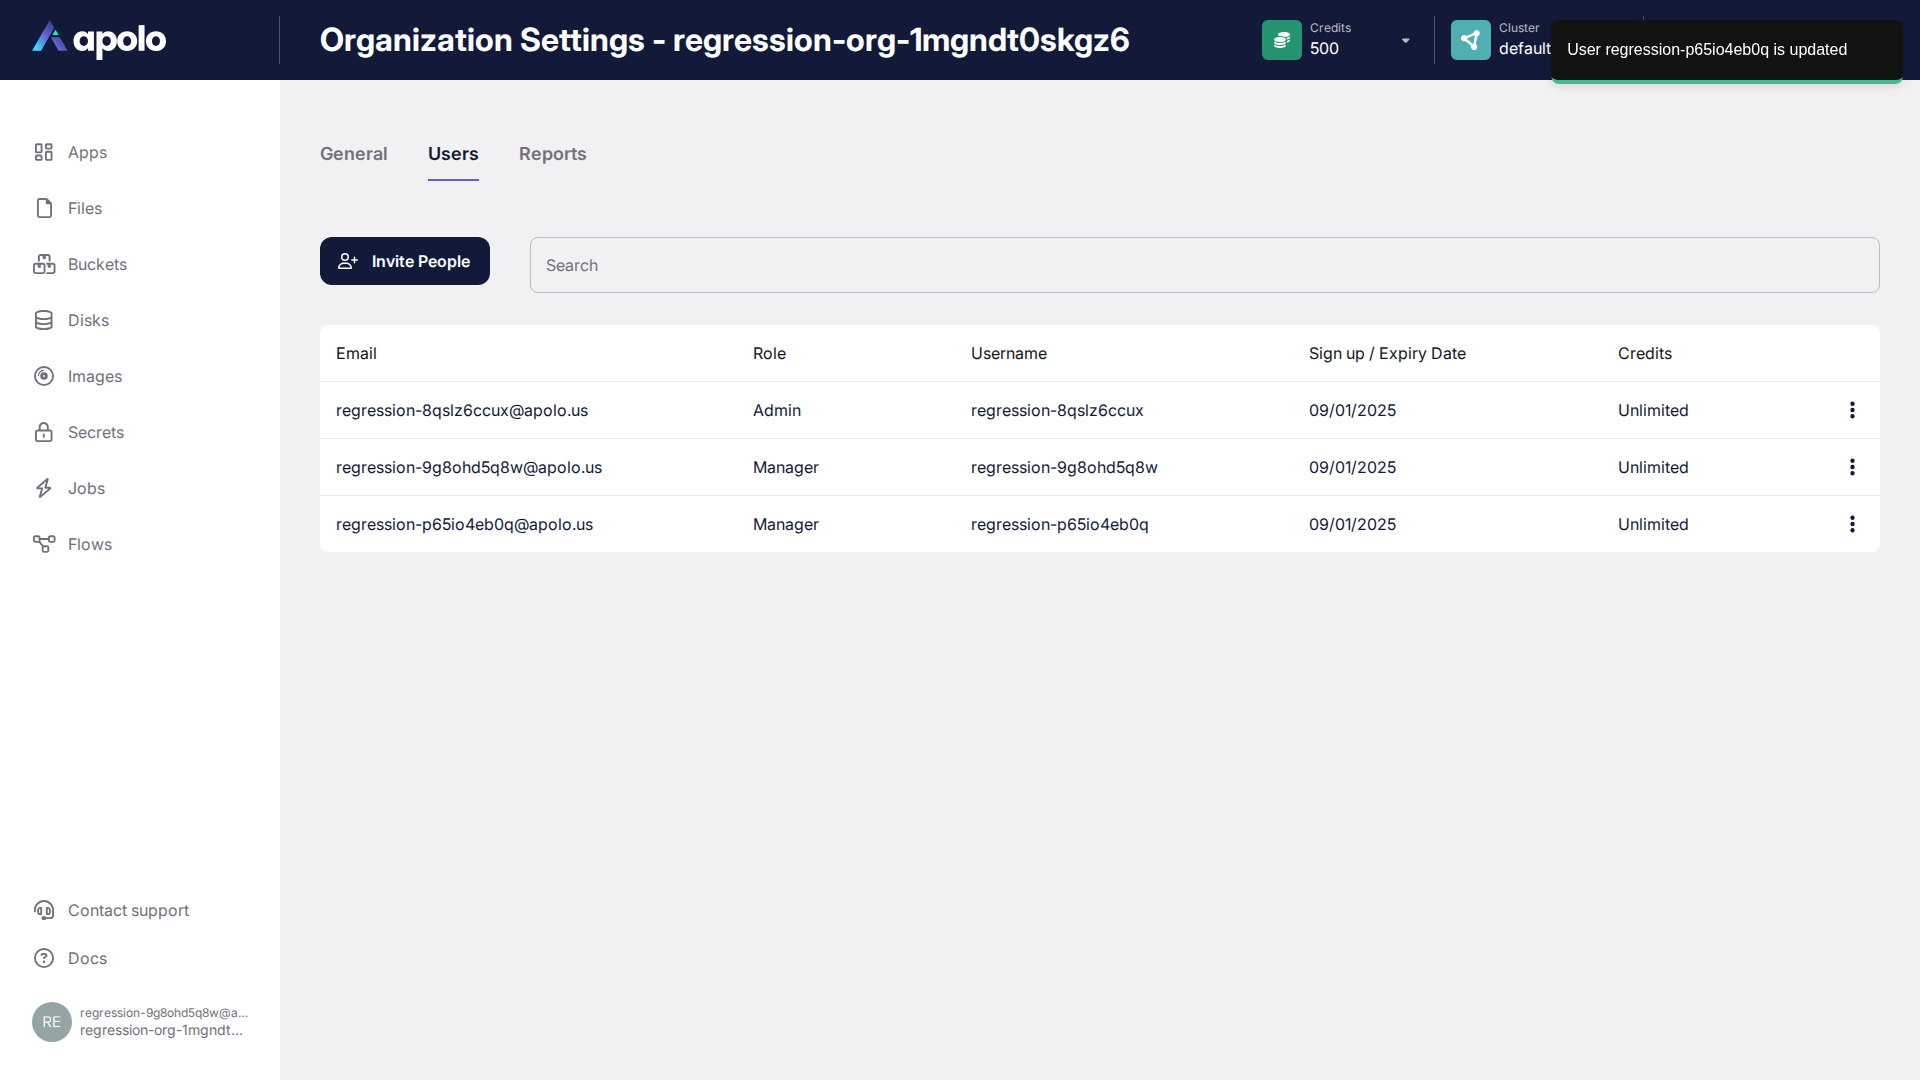 apolo
Organization Settings - regression-org-1mgndt0skgz6
Credits
500
Cluster
default
User regression-p65io4eb0q is updated
Apps
Files
Buckets
Disks
Images
Secrets
Jobs
Flows
Contact support
Docs
RE
regression-9g8ohd5q8w@a...
regression-org-1mgndt...
General
Users
Reports
Invite People
Search
Email Role Username Sign up / Expiry Date Credits
regression-8qslz6ccux@apolo.us Admin regression-8qslz6ccux 09/01/2025 Unlimited
regression-9g8ohd5q8w@apolo.us Manager regression-9g8ohd5q8w 09/01/2025 Unlimited
regression-p65io4eb0q@apolo.us Manager regression-p65io4eb0q 09/01/2025 Unlimited